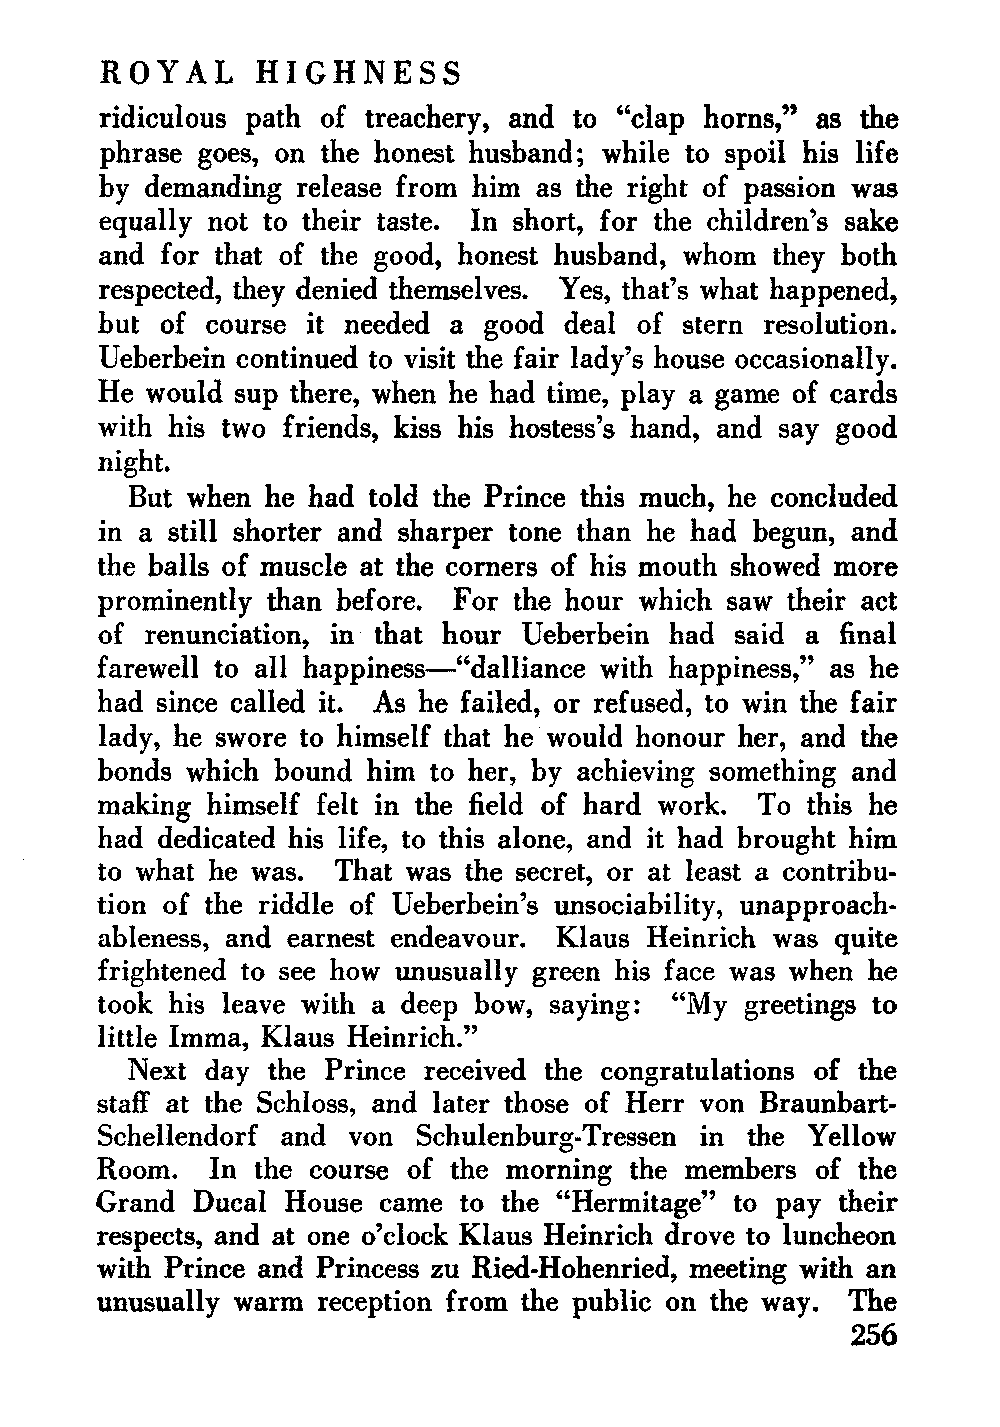 ROYAL HIGHNESS
ridiculous path of treachery, and to “clap horns,” as the
phrase goes, on the honest husband; while to spoil his life
by demanding release from him as the right of passion was
equally not to their taste. In short, for the children’s sake
and for that of the good, honest husband, whom they both
respected, they denied themselves. Yes, that’s what happened,
but of course it needed a good deal of stern resolution.
Ueberbein continued to visit the fair lady’s house occasionally.
He would sup there, when he had time, play a game of cards
with his two friends, kiss his hostess’s hand, and say good
night.
But when he had told the Prince this much, he concluded
in a still shorter and sharper tone than he had begun, and
the balls of muscle at the corners of his mouth showed more
prominently than before. For the hour which saw their act
of renunciation, in that hour Ueberbein had said a final
farewell to all happiness—“dalliance with happiness,” as he
had since called it. As he failed, or refused, to win the fair
lady, he swore to himself that he would honour her, and the
bonds which bound him to her, by achieving something and
making himself felt in the field of hard work. To this he
had dedicated his life, to this alone, and it had brought him
to what he was. That was the secret, or at least a contribu-
tion of the riddle of Ueberbein’s unsociability, unapproach-
ableness, and earnest endeavour. Klaus Heinrich was quite
frightened to see how unusually green his face was when he
took his leave with a deep bow, saying: “My greetings to
little Imma, Klaus Heinrich.”
Next day the Prince received the congratulations of the
staff at the Schloss, and later those of Herr von Braunbart-
Schellendorf and von Schulenburg-Tressen in the Yellow
Room. In the course of the morning the members of the
Grand Ducal House came to the “Hermitage” to pay their
respects, and at one o’clock Klaus Heinrich drove to luncheon
with Prince and Princess zu Ried-Hohenried, meeting with an
unusually warm reception from the public on the way. The
256